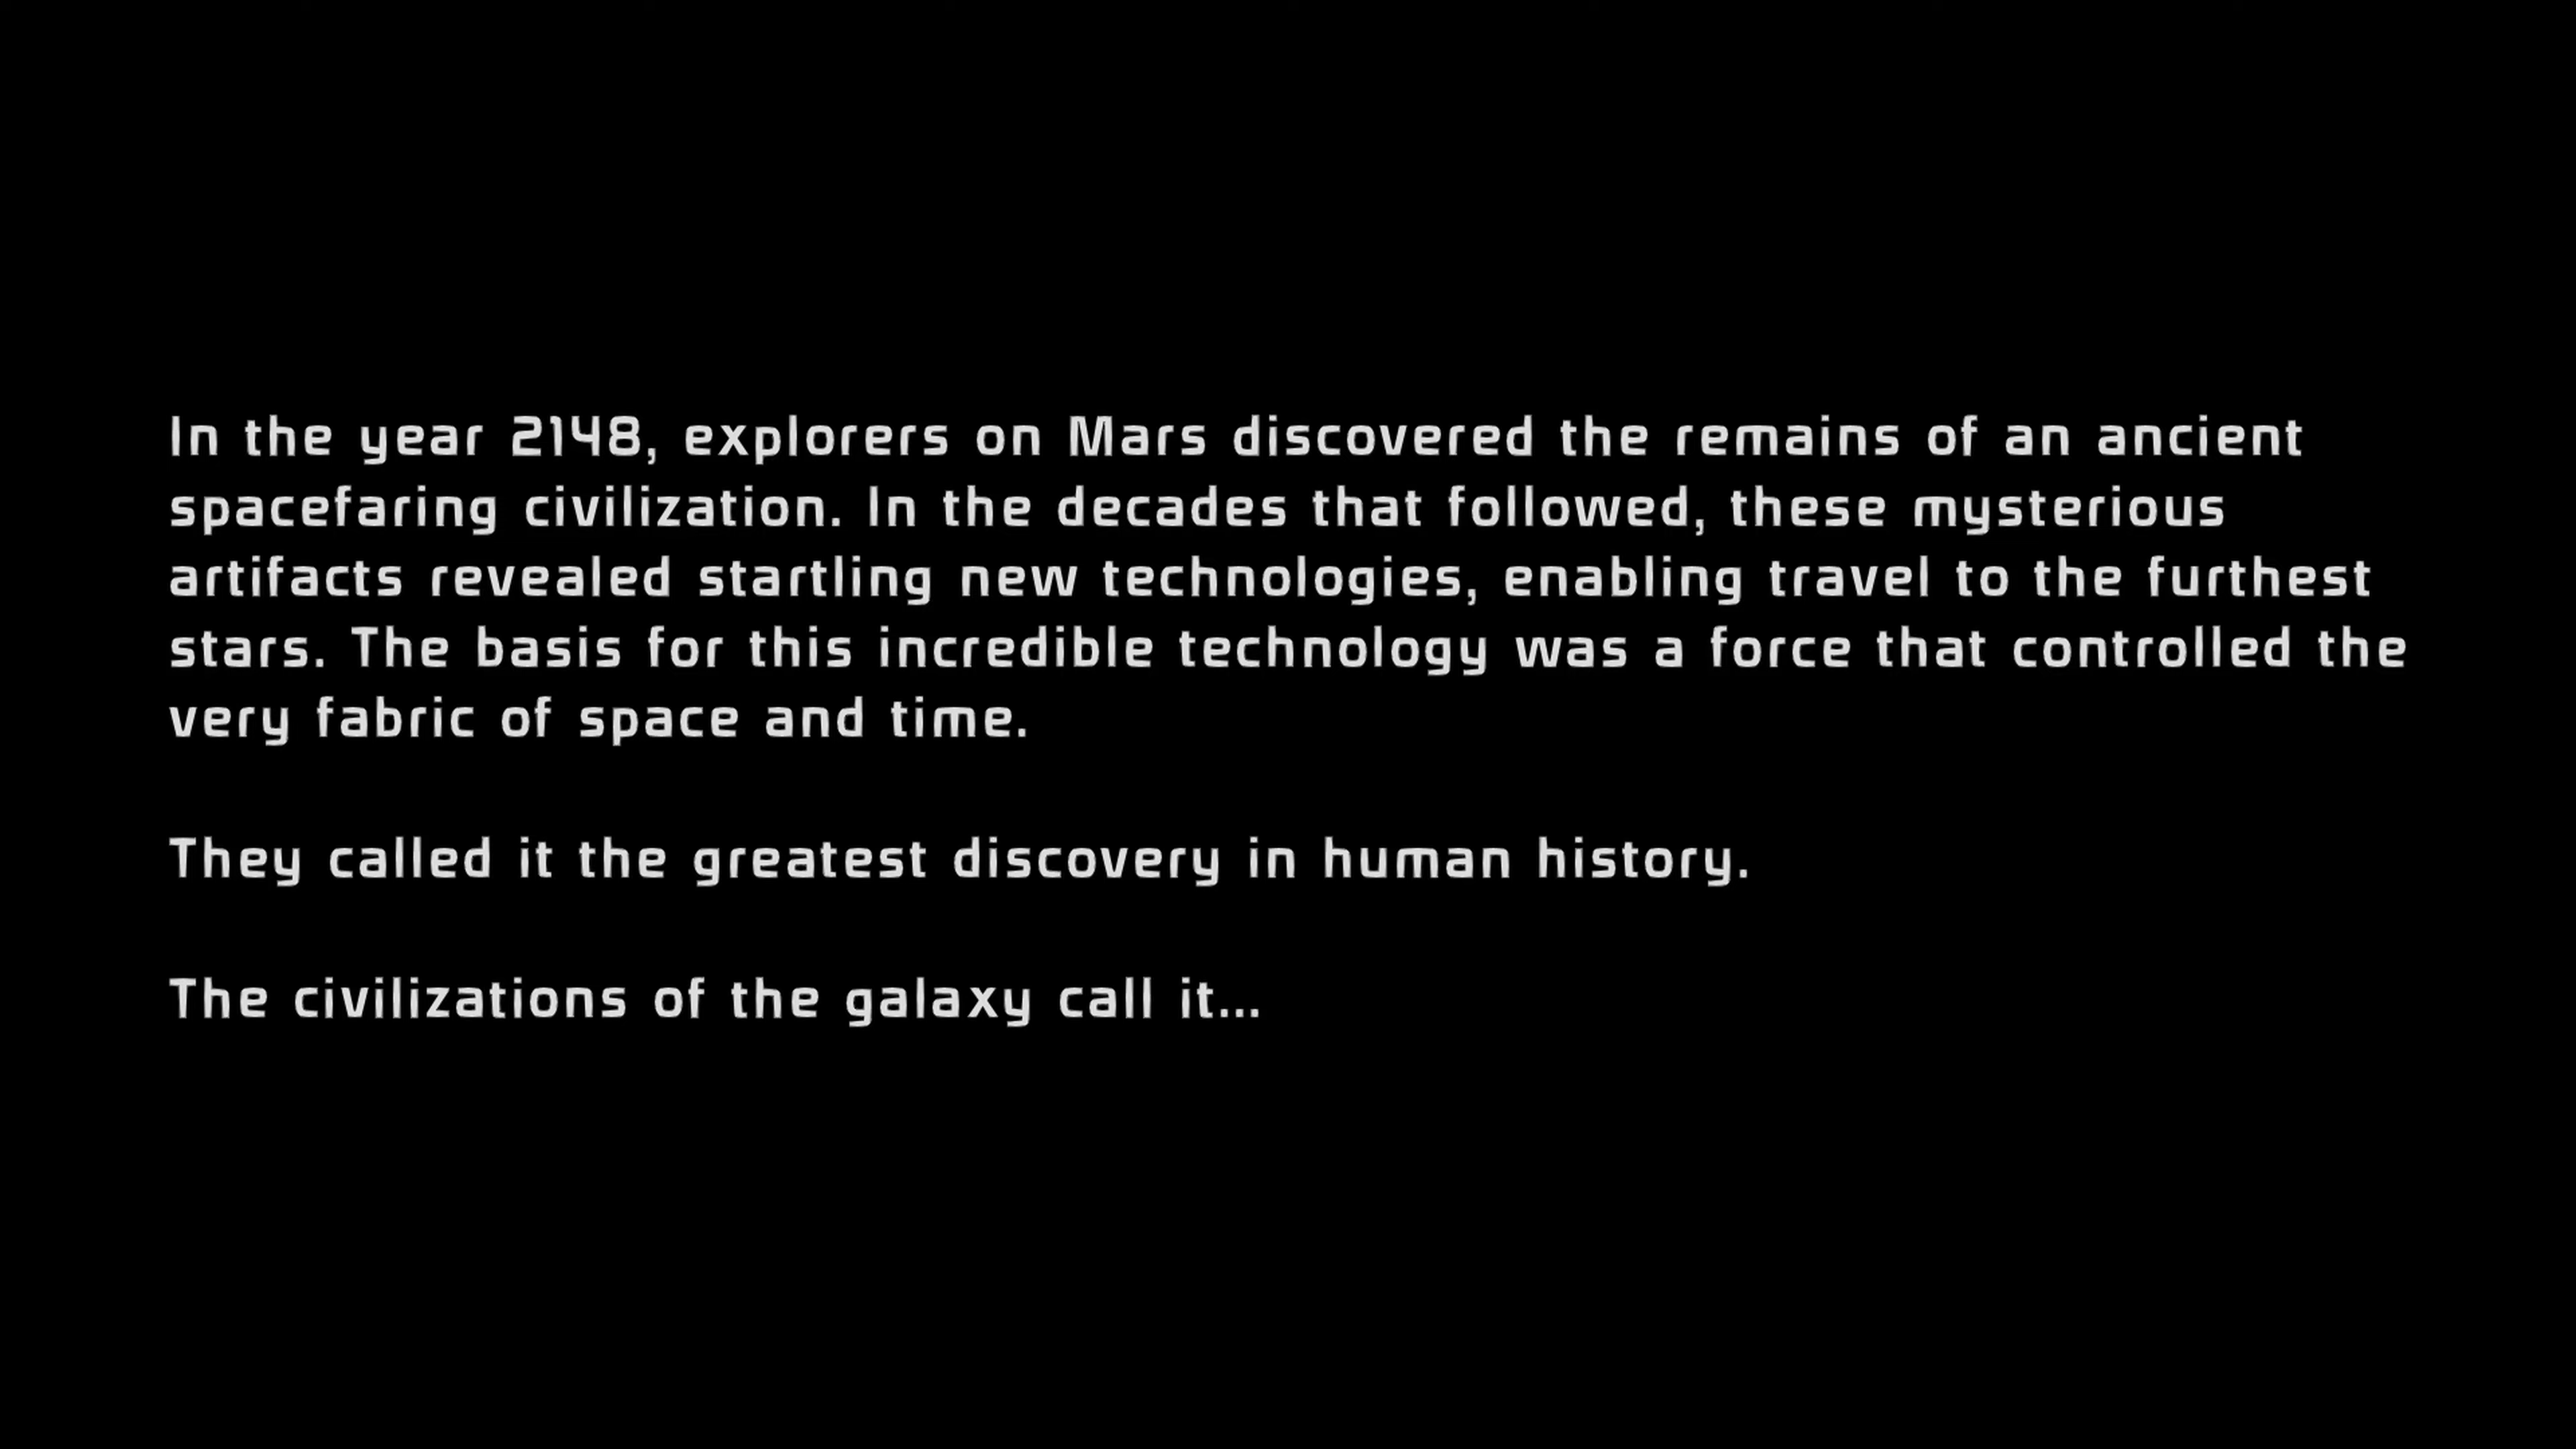 In the year 2148, explorers on Mars discovered the remains of an ancient
spacefaring civilization. In the decades that followed, these mysterious
artifacts revealed startling new technologies, enabling travel to the furthest
stars. The basis for this incredible technology was a force that controlled the
very fabric of space and time.
They called it the greatest discovery in human history.
The civilizations of the galaxy call it...